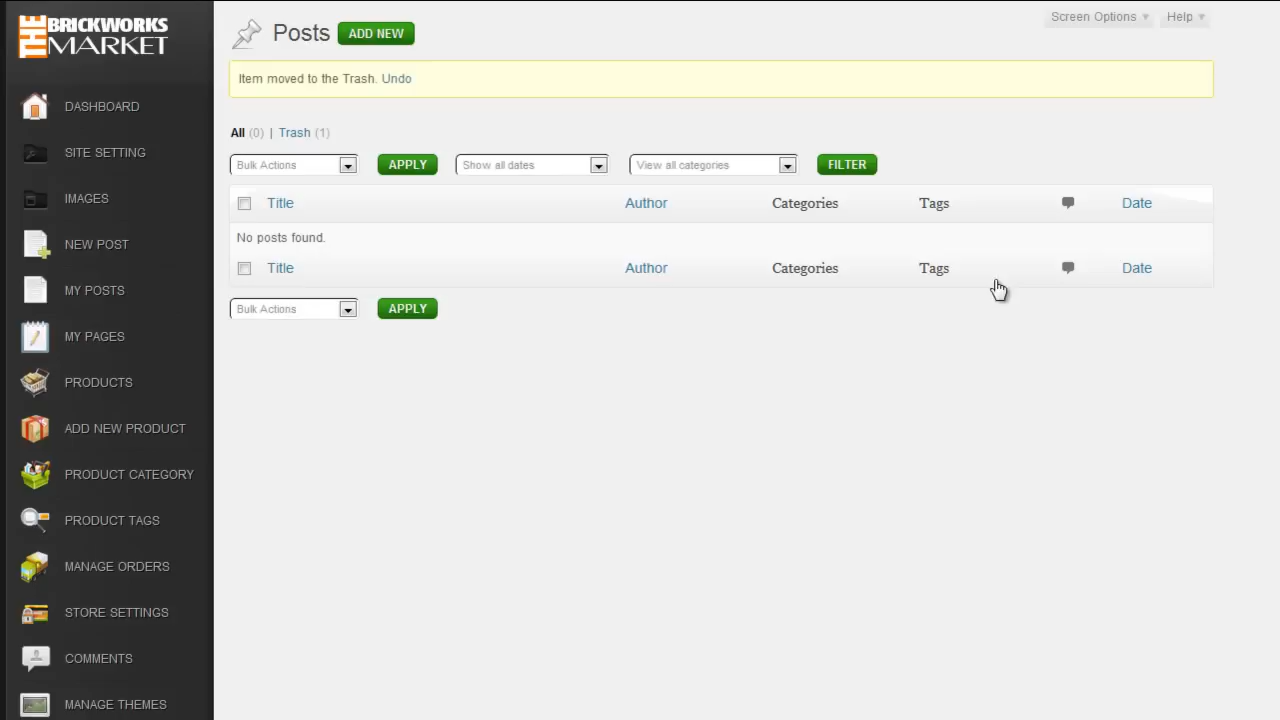 THE BRICKWORKS MARKET
DASHBOARD
SITE SETTING
IMAGES
NEW POST
MY POSTS
MY PAGES
PRODUCTS
ADD NEW PRODUCT
PRODUCT CATEGORY
PRODUCT TAGS
MANAGE ORDERS
STORE SETTINGS
COMMENTS
MANAGE THEMES
Screen Options Help
Posts ADD NEW
Item moved to the Trash. Undo
All (0) | Trash (1)
Bulk Actions APPLY Show all dates View all categories FILTER
Title Author Categories Tags Date
No posts found.
Title Author Categories Tags Date
Bulk Actions APPLY